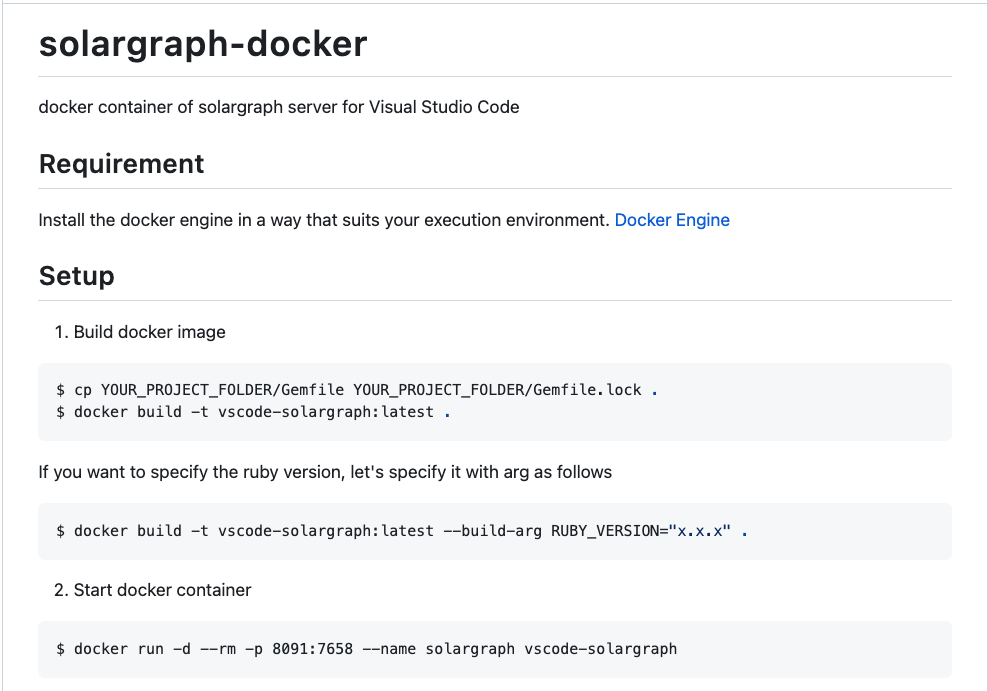 solargraph-docker
docker container of solargraph server for Visual Studio Code
Requirement
Install the docker engine in a way that suits your execution environment. Docker Engine
Setup
1. Build docker image
$ cp YOUR_PROJECT_FOLDER/Gemfile YOUR_PROJECT_FOLDER/Gemfile.lock .
$ docker build -t vscode-solargraph:latest .
If you want to specify the ruby version, let's specify it with arg as follows
$ docker build -t vscode-solargraph:latest --build-arg RUBY_VERSION="x.x.x" .
2. Start docker container
$ docker run -d --rm -p 8091:7658 --name solargraph vscode-solargraph